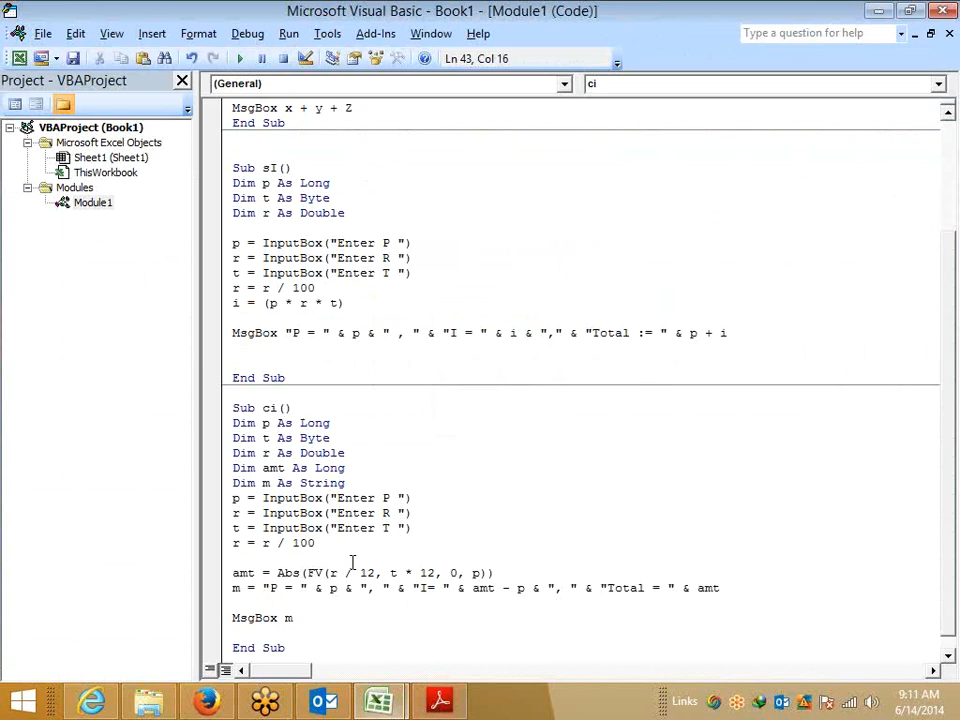 Microsoft Visual Basic - Book1 - [Module1 (Code)]
File Edit View Insert Format Debug Run Tools Add-Ins Window Help
Type a question for help
Ln 43, Col 16
Project - VBAProject
(General)
ci
VBAProject (Book1)
Microsoft Excel Objects
Sheet1 (Sheet1)
ThisWorkbook
Modules
Module1
MsgBox x + y + Z
End Sub
Sub sI()
Dim p As Long
Dim t As Byte
Dim r As Double
p = InputBox("Enter P ")
r = InputBox("Enter R ")
t = InputBox("Enter T ")
r = r / 100
i = (p * r * t)
MsgBox "P = " & p & " , " & "I = " & i & "," & "Total := " & p + i
End Sub
Sub ci()
Dim p As Long
Dim t As Byte
Dim r As Double
Dim amt As Long
Dim m As String
p = InputBox("Enter P ")
r = InputBox("Enter R ")
t = InputBox("Enter T ")
r = r / 100
amt = Abs(FV(r / 12, t * 12, 0, p))
m = "P = " & p & ", " & "I= " & amt - p & ", " & "Total = " & amt
MsgBox m
End Sub
Links
9:11 AM
6/14/2014